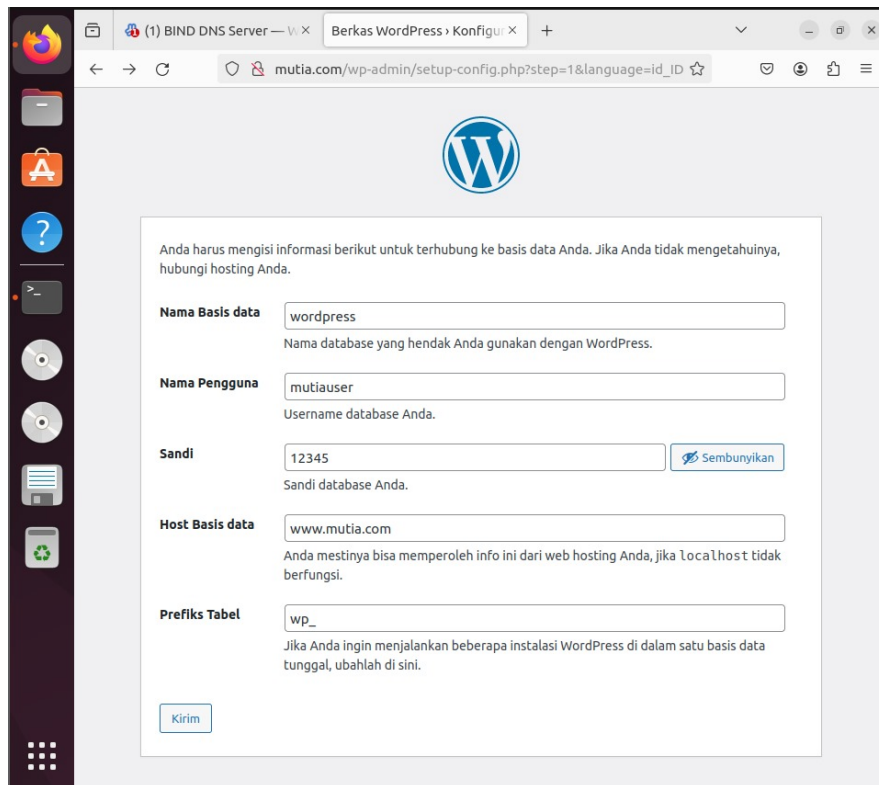 (1) BIND DNS Server — W
Berkas WordPress › Konfigur
mutia.com/wp-admin/setup-config.php?step=1&language=id_ID
Anda harus mengisi informasi berikut untuk terhubung ke basis data Anda. Jika Anda tidak mengetahuinya,
hubungi hosting Anda.
Nama Basis data
wordpress
Nama database yang hendak Anda gunakan dengan WordPress.
Nama Pengguna
mutiauser
Username database Anda.
Sandi
12345
Sembunyikan
Sandi database Anda.
Host Basis data
www.mutia.com
Anda mestinya bisa memperoleh info ini dari web hosting Anda, jika localhost tidak
berfungsi.
Prefiks Tabel
wp_
Jika Anda ingin menjalankan beberapa instalasi WordPress di dalam satu basis data
tunggal, ubahlah di sini.
Kirim